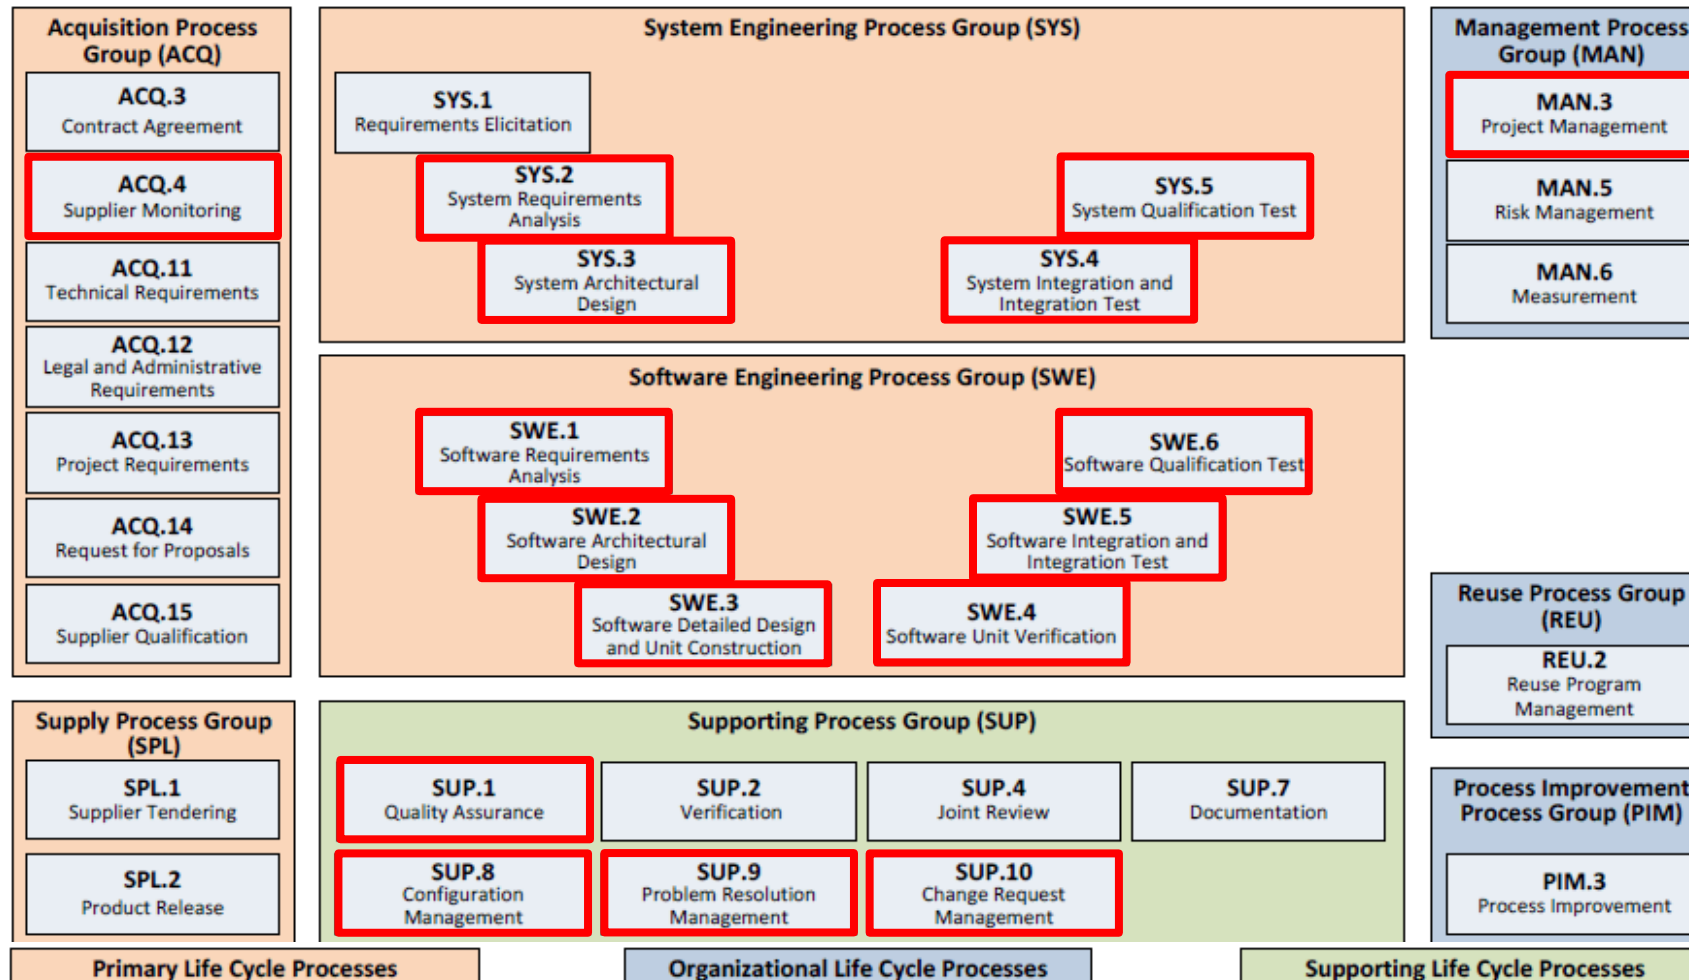 Acquisition Process
Group (ACQ)
ACQ.3
Contract Agreement
ACQ.4
Supplier Monitoring
ACQ.11
Technical Requirements
ACQ.12
Legal and Administrative
Requirements
ACQ.13
Project Requirements
ACQ.14
Request for Proposals
ACQ.15
Supplier Qualification
System Engineering Process Group (SYS)
SYS.1
Requirements Elicitation
SYS.2
System Requirements
Analysis
SYS.3
System Architectural
Design
SYS.5
System Qualification Test
SYS.4
System Integration and
Integration Test
Management Process
Group (MAN)
MAN.3
Project Management
MAN.5
Risk Management
MAN.6
Measurement
Software Engineering Process Group (SWE)
SWE.1
Software Requirements
Analysis
SWE.2
Software Architectural
Design
SWE.3
Software Detailed Design
and Unit Construction
SWE.6
Software Qualification Test
SWE.5
Software Integration and
Integration Test
SWE.4
Software Unit Verification
Reuse Process Group
(REU)
REU.2
Reuse Program
Management
Supply Process Group
(SPL)
SPL.1
Supplier Tendering
SPL.2
Product Release
Supporting Process Group (SUP)
SUP.1
Quality Assurance
SUP.2
Verification
SUP.4
Joint Review
SUP.7
Documentation
SUP.8
Configuration
Management
SUP.9
Problem Resolution
Management
SUP.10
Change Request
Management
Process Improvement
Process Group (PIM)
PIM.3
Process Improvement
Primary Life Cycle Processes
Organizational Life Cycle Processes
Supporting Life Cycle Processes